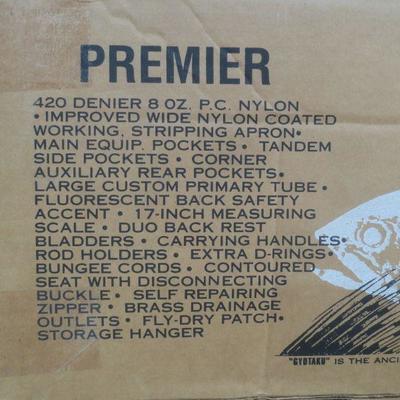 PREMIER
420 DENIER 8 OZ. P.C. NYLON
• IMPROVED WIDE NYLON COATED
WORKING, STRIPPING APRON•
MAIN EQUIP. POCKETS • TANDEM
SIDE POCKETS • CORNER
AUXILIARY REAR POCKETS•
LARGE CUSTOM PRIMARY TUBE •
FLUORESCENT BACK SAFETY
ACCENT • 17-INCH MEASURING
SCALE • DUO BACK REST
BLADDERS • CARRYING HANDLES•
ROD HOLDERS • EXTRA D-RINGS•
BUNGEE CORDS • CONTOURED
SEAT WITH DISCONNECTING
BUCKLE • SELF REPAIRING
ZIPPER • BRASS DRAINAGE
OUTLETS • FLY-DRY PATCH•
STORAGE HANGER
"GYOTAKU" IS THE ANCI